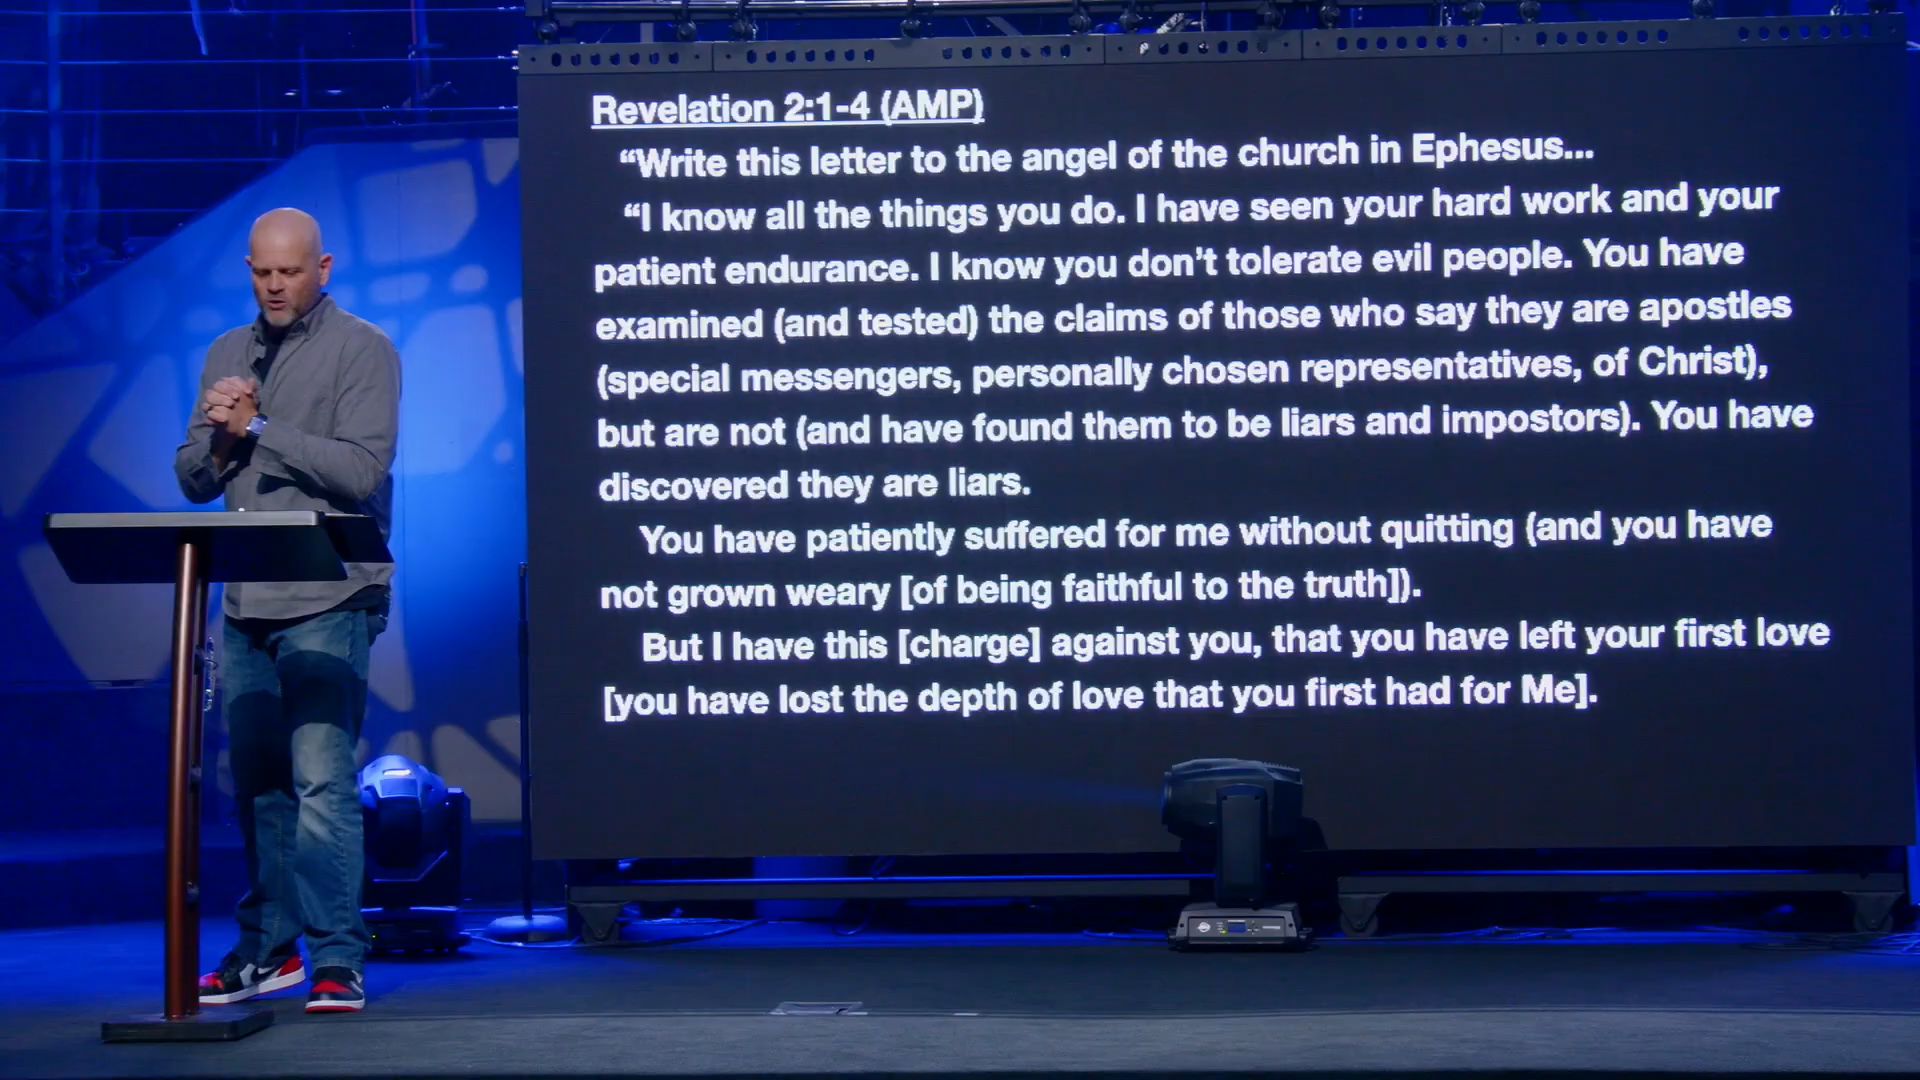 Revelation 2:1-4 (AMP)
“Write this letter to the angel of the church in Ephesus...
“I know all the things you do. I have seen your hard work and your
patient endurance. I know you don’t tolerate evil people. You have
examined (and tested) the claims of those who say they are apostles
(special messengers, personally chosen representatives, of Christ),
but are not (and have found them to be liars and impostors). You have
discovered they are liars.
You have patiently suffered for me without quitting (and you have
not grown weary [of being faithful to the truth]).
But I have this [charge] against you, that you have left your first love
[you have lost the depth of love that you first had for Me].